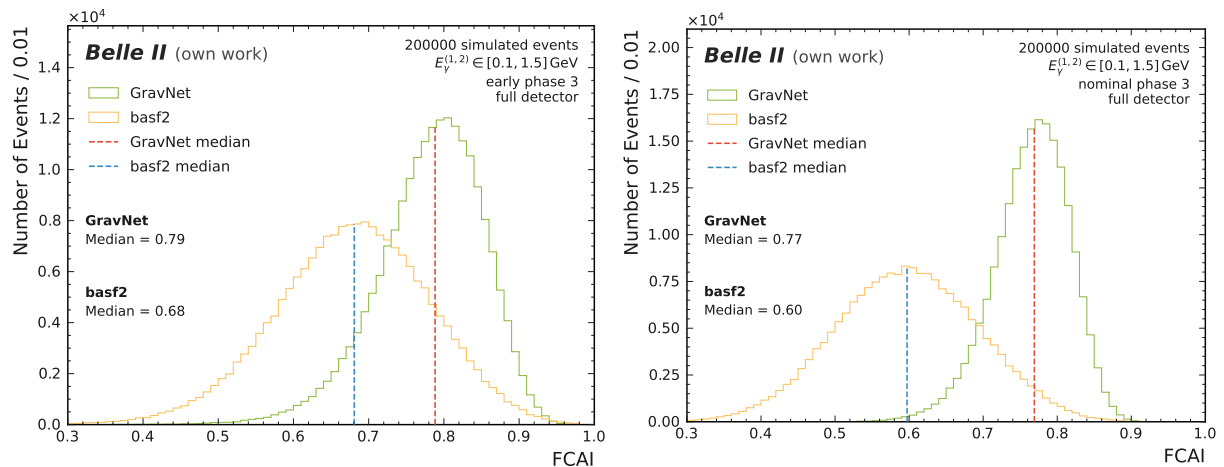 ×10⁴
Number of Events / 0.01
Belle II (own work)
200000 simulated events
E_γ^(1,2) ∈ [0.1, 1.5] GeV
early phase 3
full detector
GravNet
basf2
GravNet median
basf2 median
GravNet
Median = 0.79
basf2
Median = 0.68
1.4
1.2
1.0
0.8
0.6
0.4
0.2
0.0
0.3 0.4 0.5 0.6 0.7 0.8 0.9 1.0
FCAI
×10⁴
Number of Events / 0.01
Belle II (own work)
200000 simulated events
E_γ^(1,2) ∈ [0.1, 1.5] GeV
nominal phase 3
full detector
GravNet
basf2
GravNet median
basf2 median
GravNet
Median = 0.77
basf2
Median = 0.60
2.00
1.75
1.50
1.25
1.00
0.75
0.50
0.25
0.00
0.3 0.4 0.5 0.6 0.7 0.8 0.9 1.0
FCAI